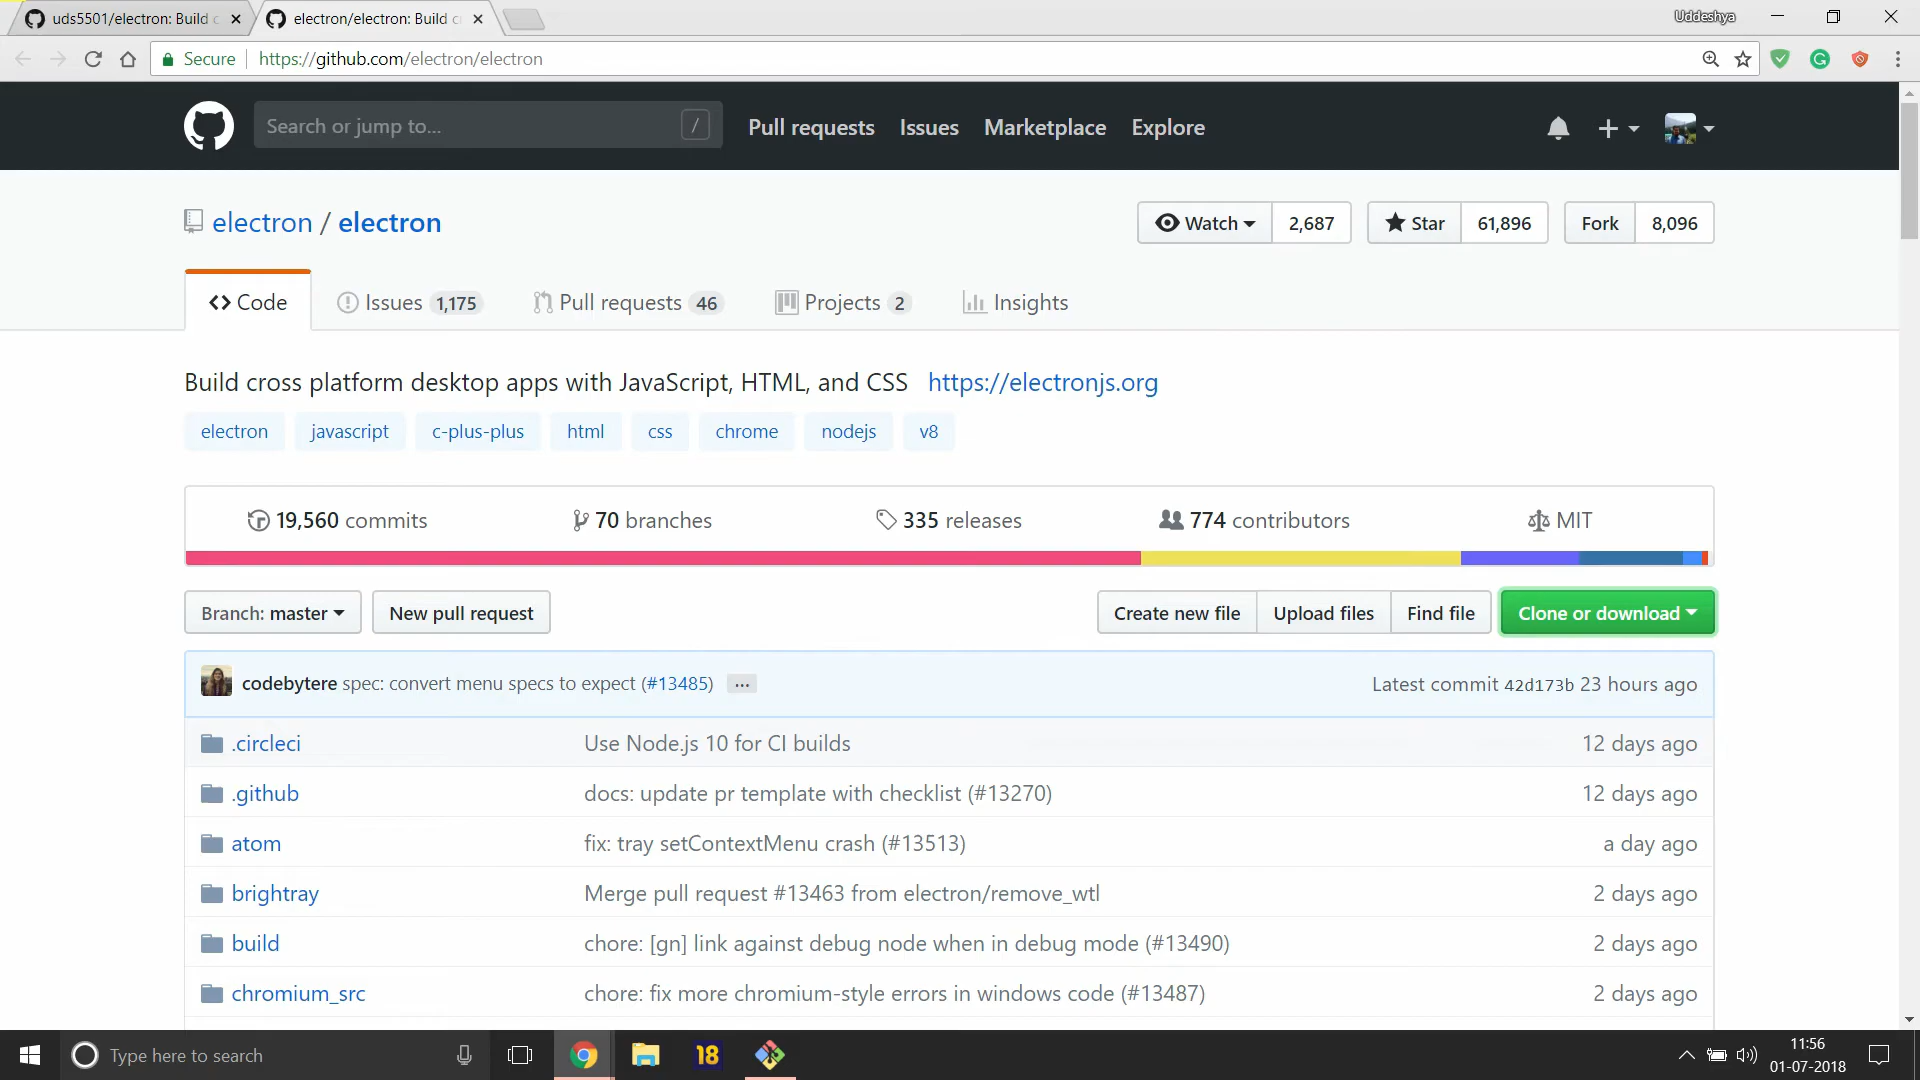 uds5501/electron: Build c
electron/electron: Build c
Uddeshya
Secure https://github.com/electron/electron
Search or jump to... /
Pull requests Issues Marketplace Explore
electron / electron
Watch 2,687 Star 61,896 Fork 8,096
Code Issues 1,175 Pull requests 46 Projects 2 Insights
Build cross platform desktop apps with JavaScript, HTML, and CSS https://electronjs.org
electron javascript c-plus-plus html css chrome nodejs v8
19,560 commits 70 branches 335 releases 774 contributors MIT
Branch: master New pull request Create new file Upload files Find file Clone or download
codebytere spec: convert menu specs to expect (#13485) ... Latest commit 42d173b 23 hours ago
.circleci Use Node.js 10 for CI builds 12 days ago
.github docs: update pr template with checklist (#13270) 12 days ago
atom fix: tray setContextMenu crash (#13513) a day ago
brightray Merge pull request #13463 from electron/remove_wtl 2 days ago
build chore: [gn] link against debug node when in debug mode (#13490) 2 days ago
chromium_src chore: fix more chromium-style errors in windows code (#13487) 2 days ago
Type here to search 18 11:56
01-07-2018